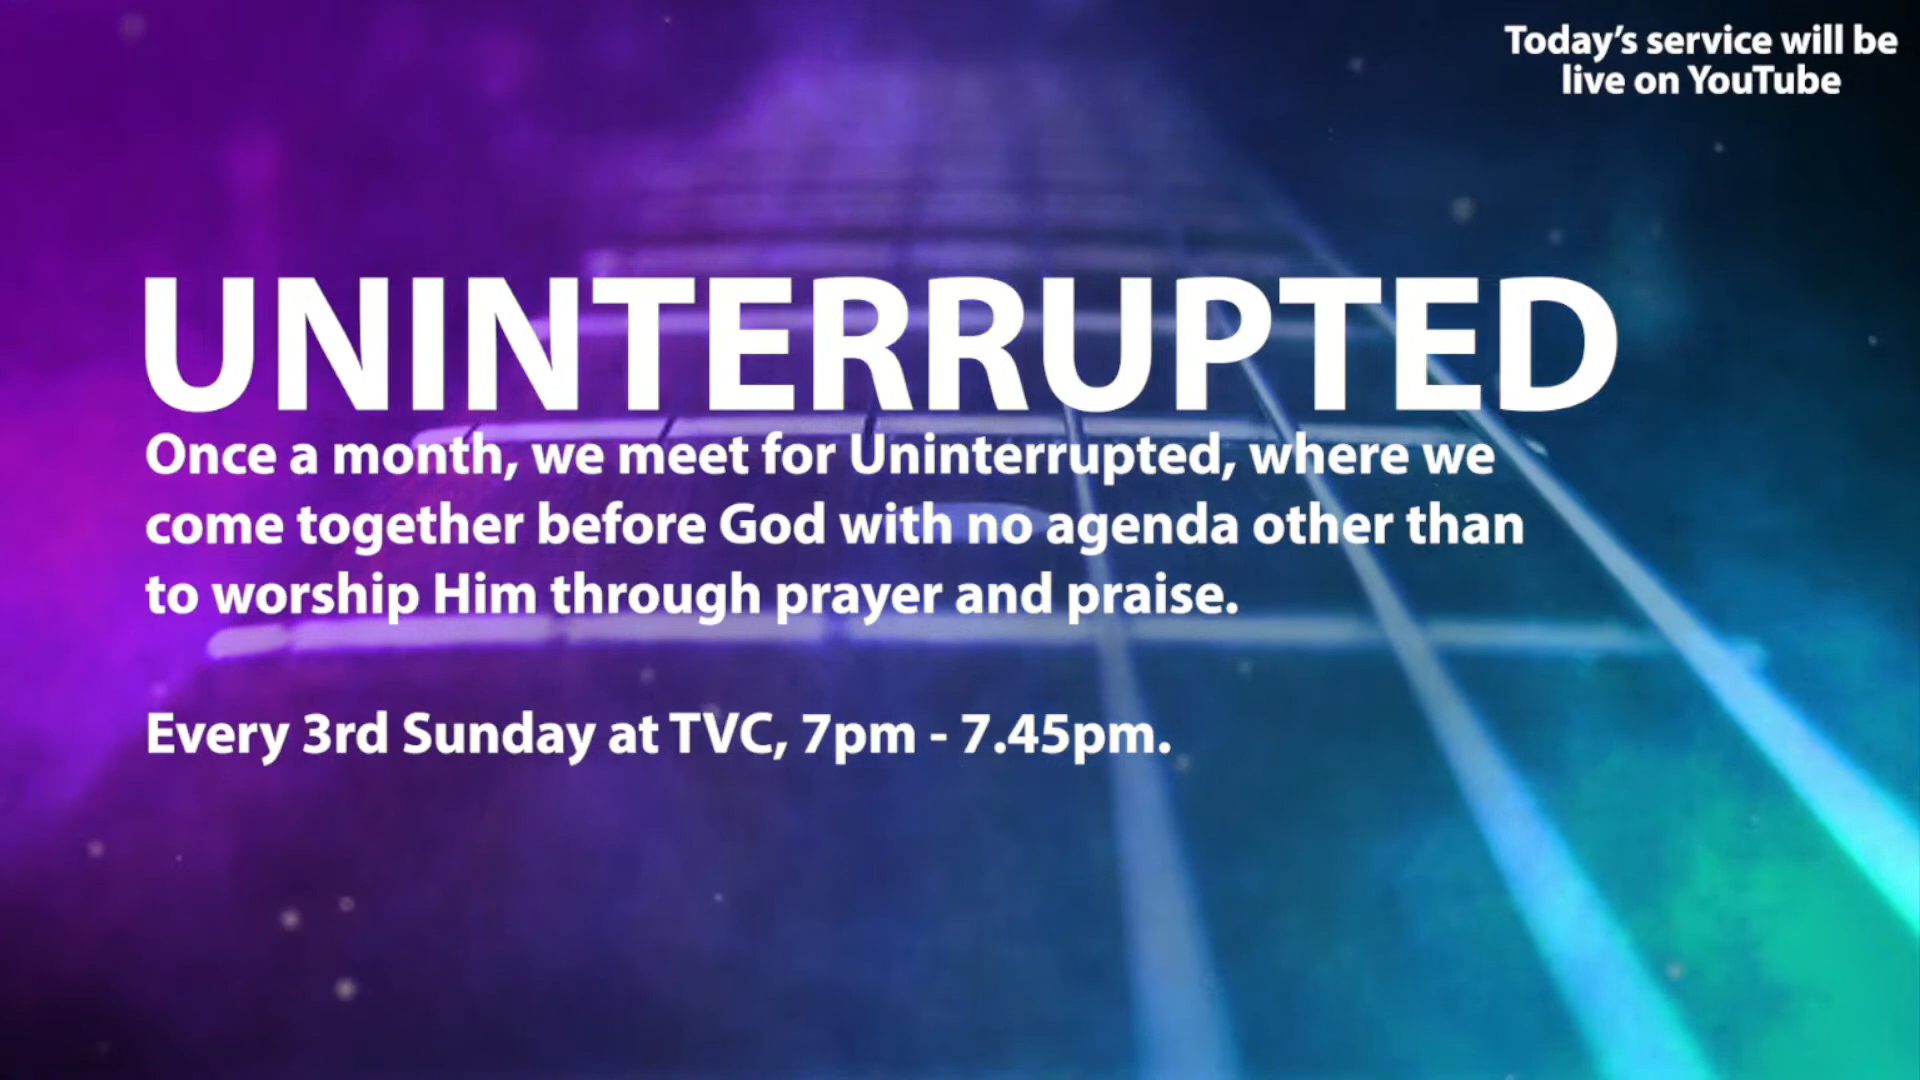 Today’s service will be
live on YouTube
UNINTERRUPTED
Once a month, we meet for Uninterrupted, where we
come together before God with no agenda other than
to worship Him through prayer and praise.
Every 3rd Sunday at TVC, 7pm - 7.45pm.